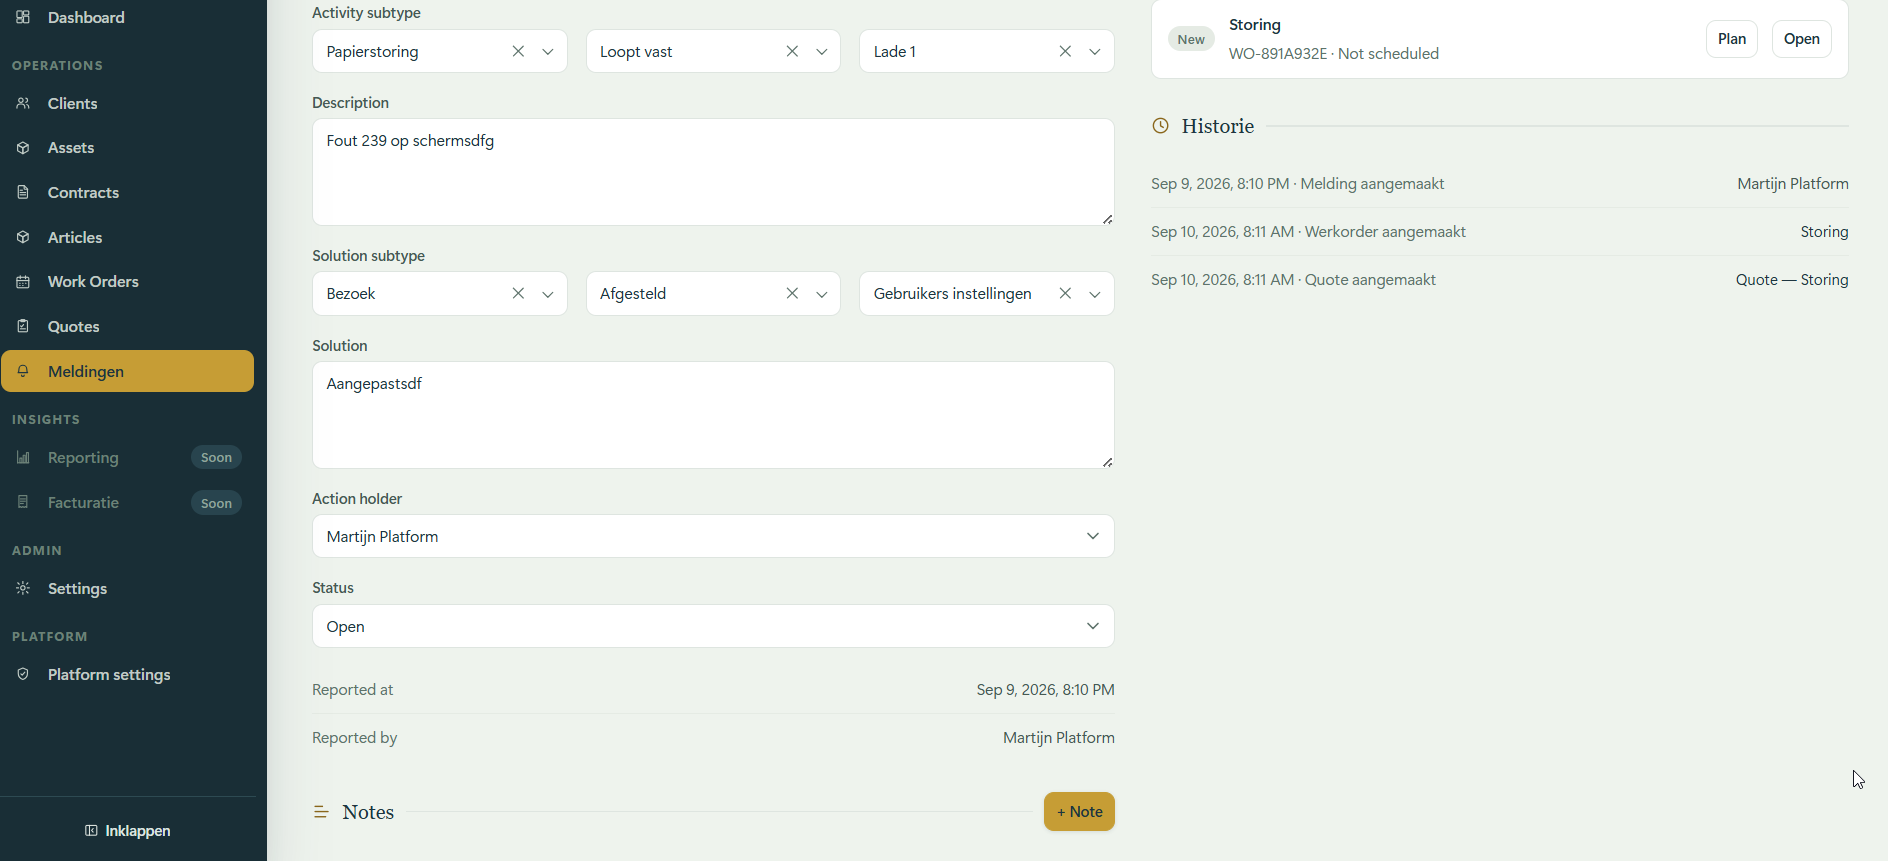 Dashboard
OPERATIONS
Clients
Assets
Contracts
Articles
Work Orders
Quotes
Meldingen
INSIGHTS
Reporting Soon
Facturatie Soon
ADMIN
Settings
PLATFORM
Platform settings
Inklappen
Activity subtype
Papierstoring Loopt vast Lade 1
Description
Fout 239 op schermsdfg
Solution subtype
Bezoek Afgesteld Gebruikers instellingen
Solution
Aangepastsdf
Action holder
Martijn Platform
Status
Open
Reported at Sep 9, 2026, 8:10 PM
Reported by Martijn Platform
Notes + Note
New Storing Plan Open
WO-891A932E · Not scheduled
Historie
Sep 9, 2026, 8:10 PM · Melding aangemaakt Martijn Platform
Sep 10, 2026, 8:11 AM · Werkorder aangemaakt Storing
Sep 10, 2026, 8:11 AM · Quote aangemaakt Quote — Storing